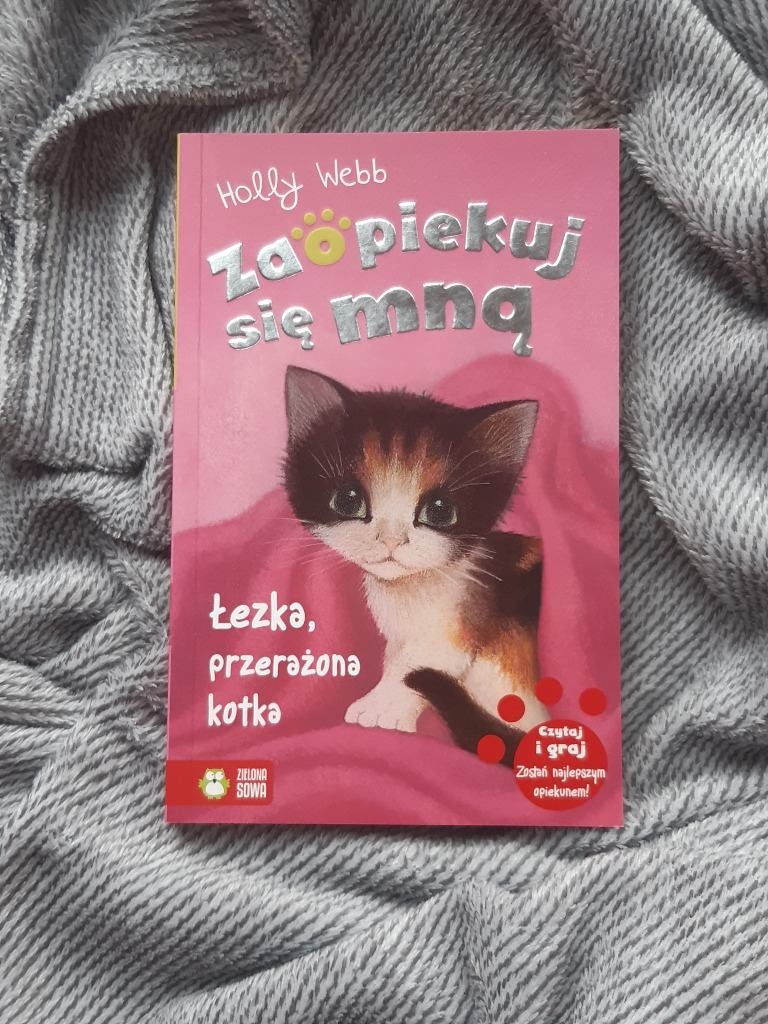 Holly Webb
Zaopiekuj
się mną
Łezka,
przerażona
kotka
Czytaj
i graj
Zostań najlepszym
opiekunem!
ZIELONA
SOWA